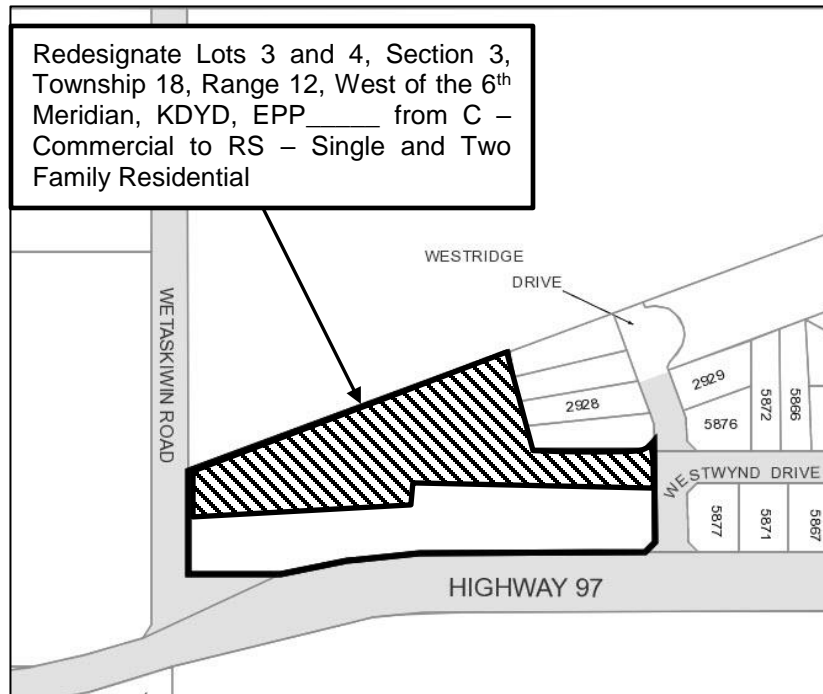 Redesignate Lots 3 and 4, Section 3,
Township 18, Range 12, West of the 6th
Meridian, KDYD, EPP_____ from C –
Commercial to RS – Single and Two
Family Residential
WESTRIDGE
DRIVE
WETASKIWIN ROAD
2928
2929
5876
5872
5866
WESTWYND DRIVE
5877
5871
5867
HIGHWAY 97